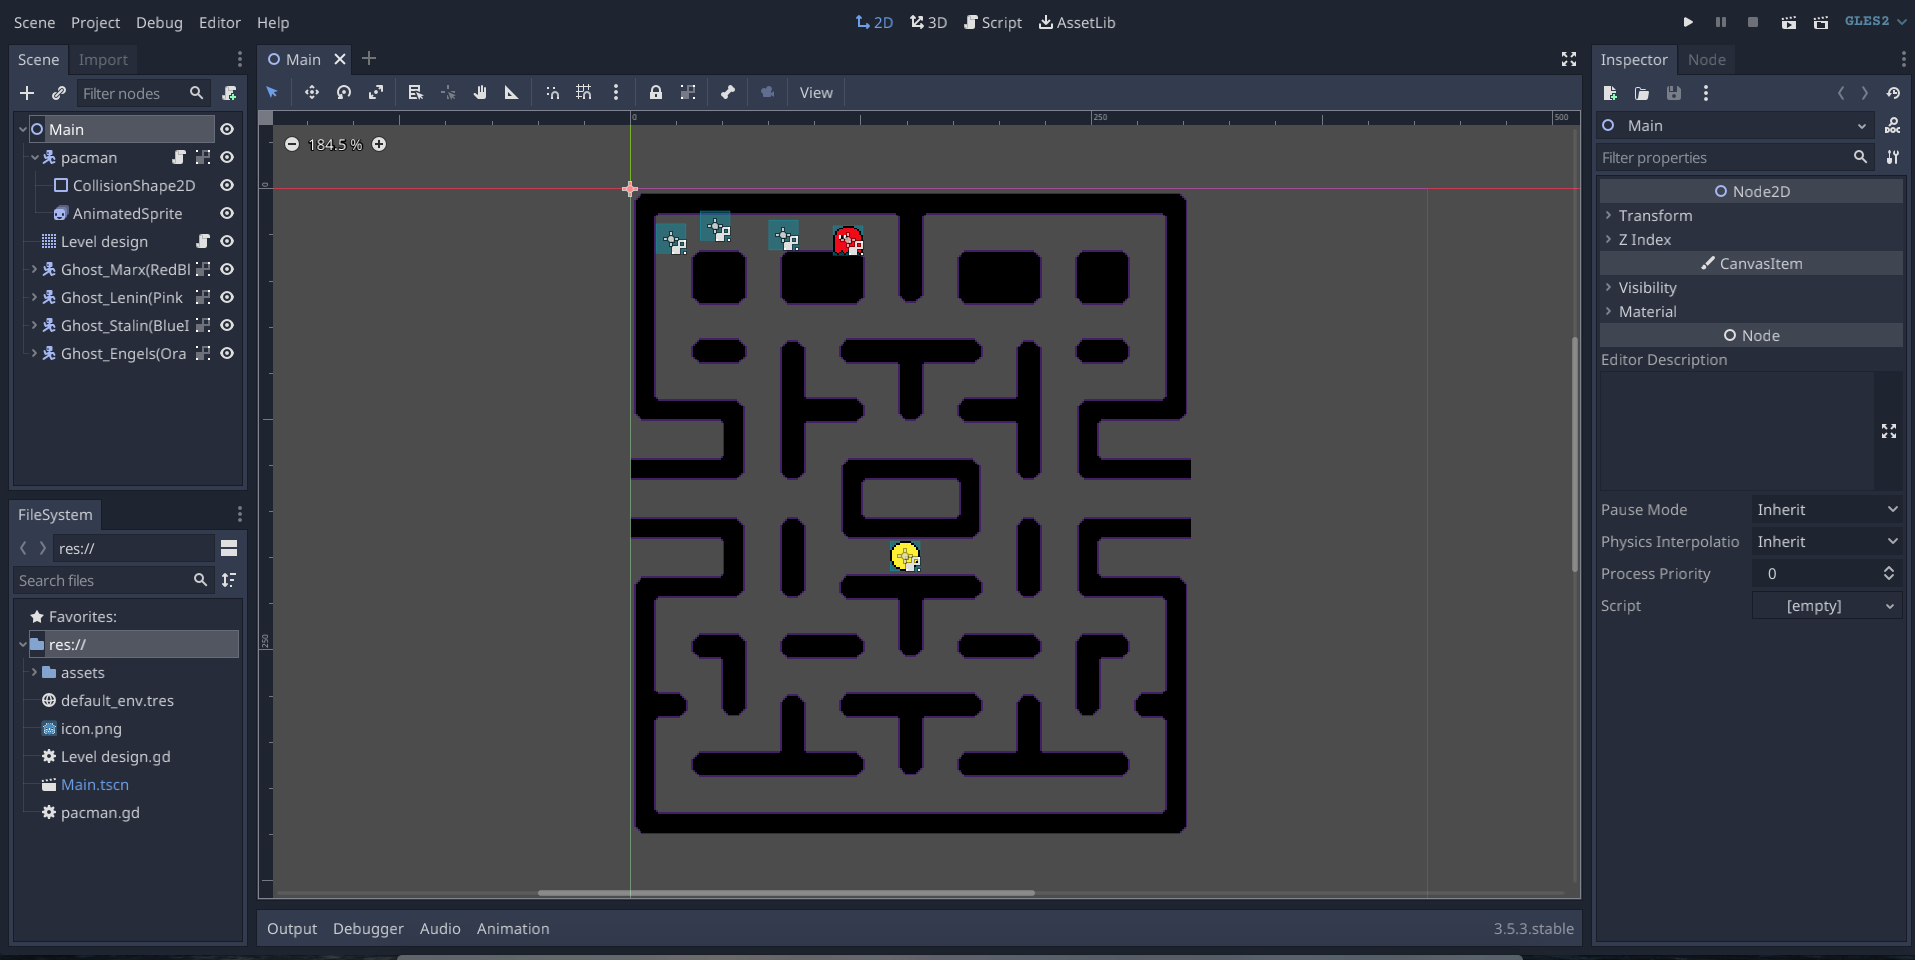 Scene Project Debug Editor Help
2D 3D Script AssetLib
GLES2
Scene Import
Filter nodes
Main
pacman
CollisionShape2D
AnimatedSprite
Level design
Ghost_Marx(RedBl
Ghost_Lenin(Pink
Ghost_Stalin(BlueI
Ghost_Engels(Ora
FileSystem
res://
Search files
Favorites:
res://
assets
default_env.tres
icon.png
Level design.gd
Main.tscn
pacman.gd
Main
View
0 250 500
184.5 %
0
250
Output Debugger Audio Animation
3.5.3.stable
Inspector Node
Main
Filter properties
Node2D
Transform
Z Index
CanvasItem
Visibility
Material
Node
Editor Description
Pause Mode Inherit
Physics Interpolatio Inherit
Process Priority 0
Script [empty]